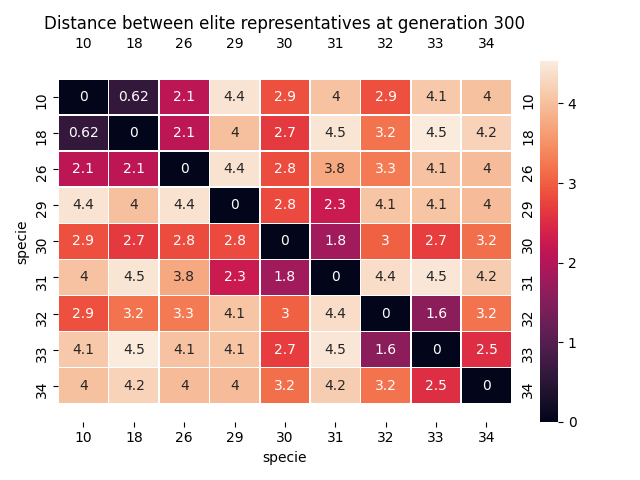 Distance between elite representatives at generation 300
10 18 26 29 30 31 32 33 34
10 0 0.62 2.1 4.4 2.9 4 2.9 4.1 4 10
18 0.62 0 2.1 4 2.7 4.5 3.2 4.5 4.2 18
26 2.1 2.1 0 4.4 2.8 3.8 3.3 4.1 4 26
29 4.4 4 4.4 0 2.8 2.3 4.1 4.1 4 29
30 2.9 2.7 2.8 2.8 0 1.8 3 2.7 3.2 30
31 4 4.5 3.8 2.3 1.8 0 4.4 4.5 4.2 31
32 2.9 3.2 3.3 4.1 3 4.4 0 1.6 3.2 32
33 4.1 4.5 4.1 4.1 2.7 4.5 1.6 0 2.5 33
34 4 4.2 4 4 3.2 4.2 3.2 2.5 0 34
10 18 26 29 30 31 32 33 34
specie
specie
4
3
2
1
0